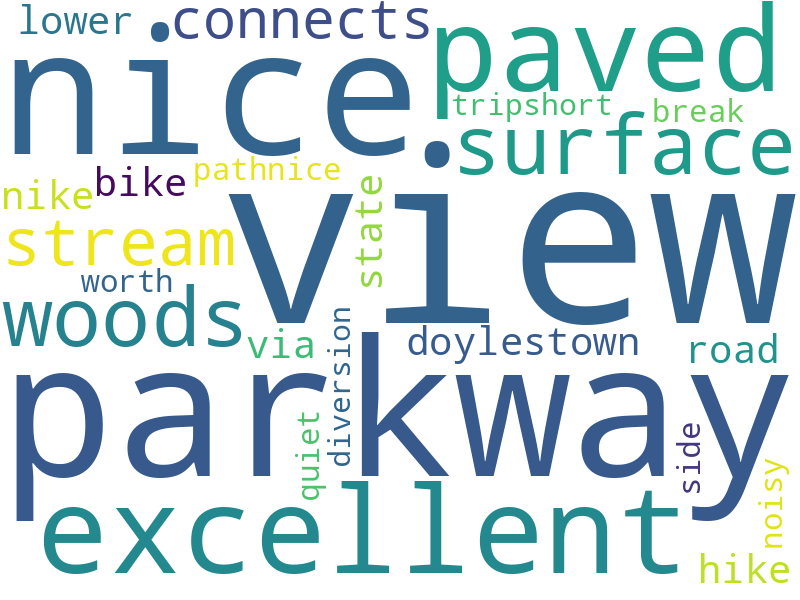 lower connects
nice paved
tripshort break
surface
pathnice
nike bike
view
state
stream
worth
woods
via doylestown road
diversion
parkway
quiet
side
excellent
noisy
hike